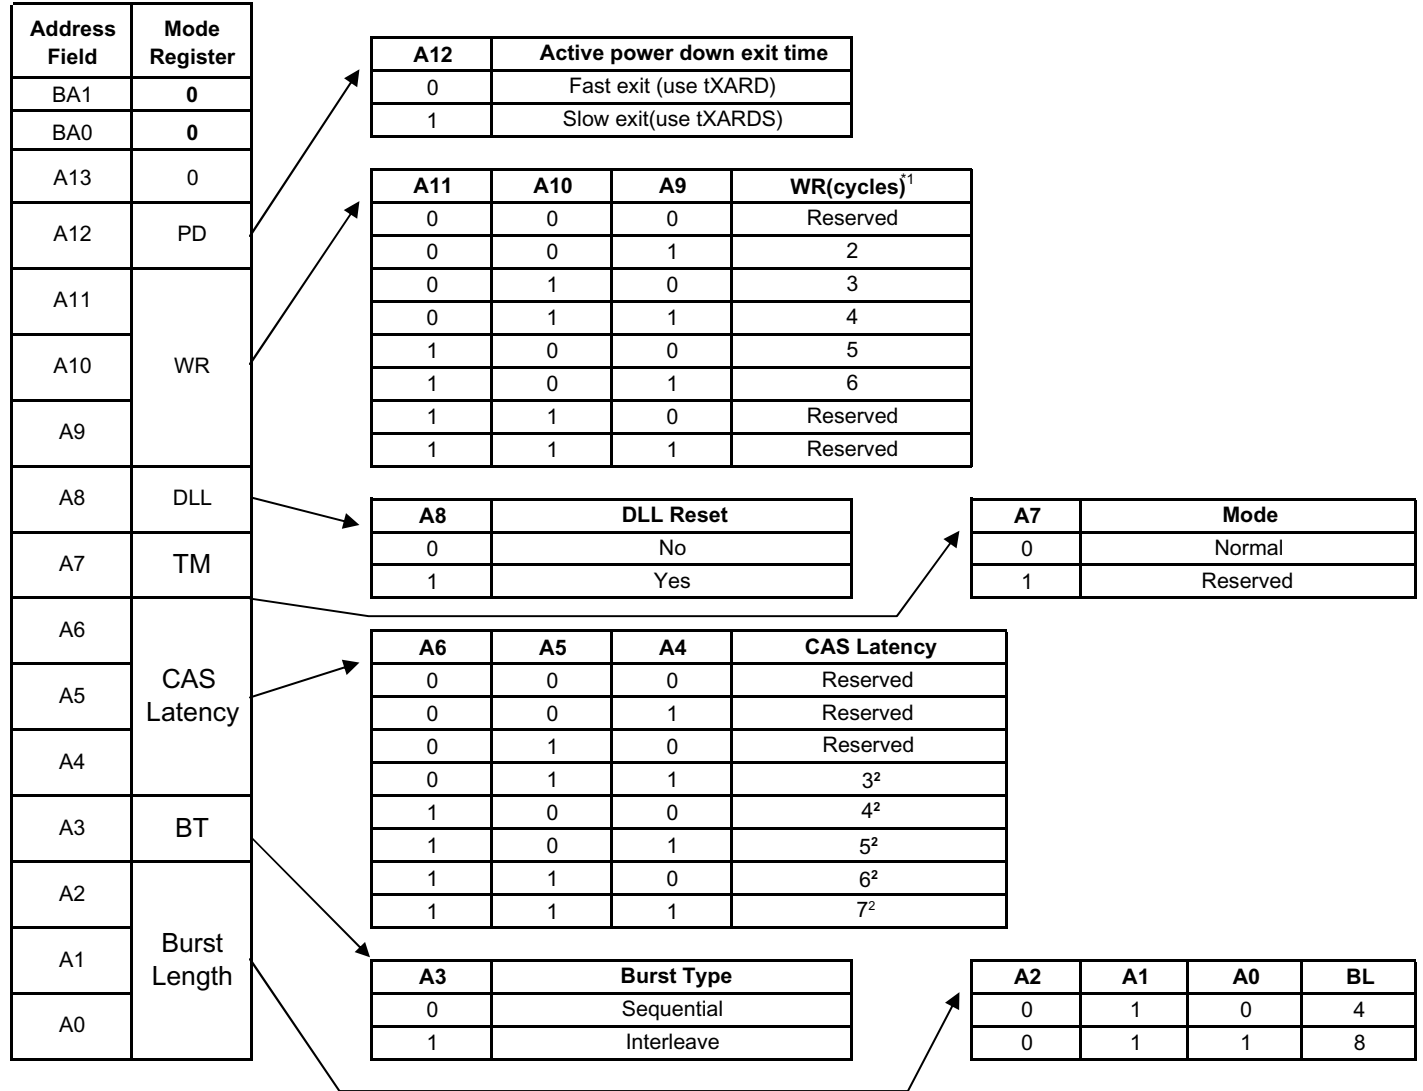 Address Field Mode Register
BA1 0
BA0 0
A13 0
A12 PD
A11
A10 WR
A9
A8 DLL
A7 TM
A6
A5 CAS Latency
A4
A3 BT
A2
A1 Burst Length
A0
A12 Active power down exit time
0 Fast exit (use tXARD)
1 Slow exit(use tXARDS)
A11 A10 A9 WR(cycles)*1
0 0 0 Reserved
0 0 1 2
0 1 0 3
0 1 1 4
1 0 0 5
1 0 1 6
1 1 0 Reserved
1 1 1 Reserved
A8 DLL Reset
0 No
1 Yes
A7 Mode
0 Normal
1 Reserved
A6 A5 A4 CAS Latency
0 0 0 Reserved
0 0 1 Reserved
0 1 0 Reserved
0 1 1 3²
1 0 0 4²
1 0 1 5²
1 1 0 6²
1 1 1 7²
A3 Burst Type
0 Sequential
1 Interleave
A2 A1 A0 BL
0 1 0 4
0 1 1 8